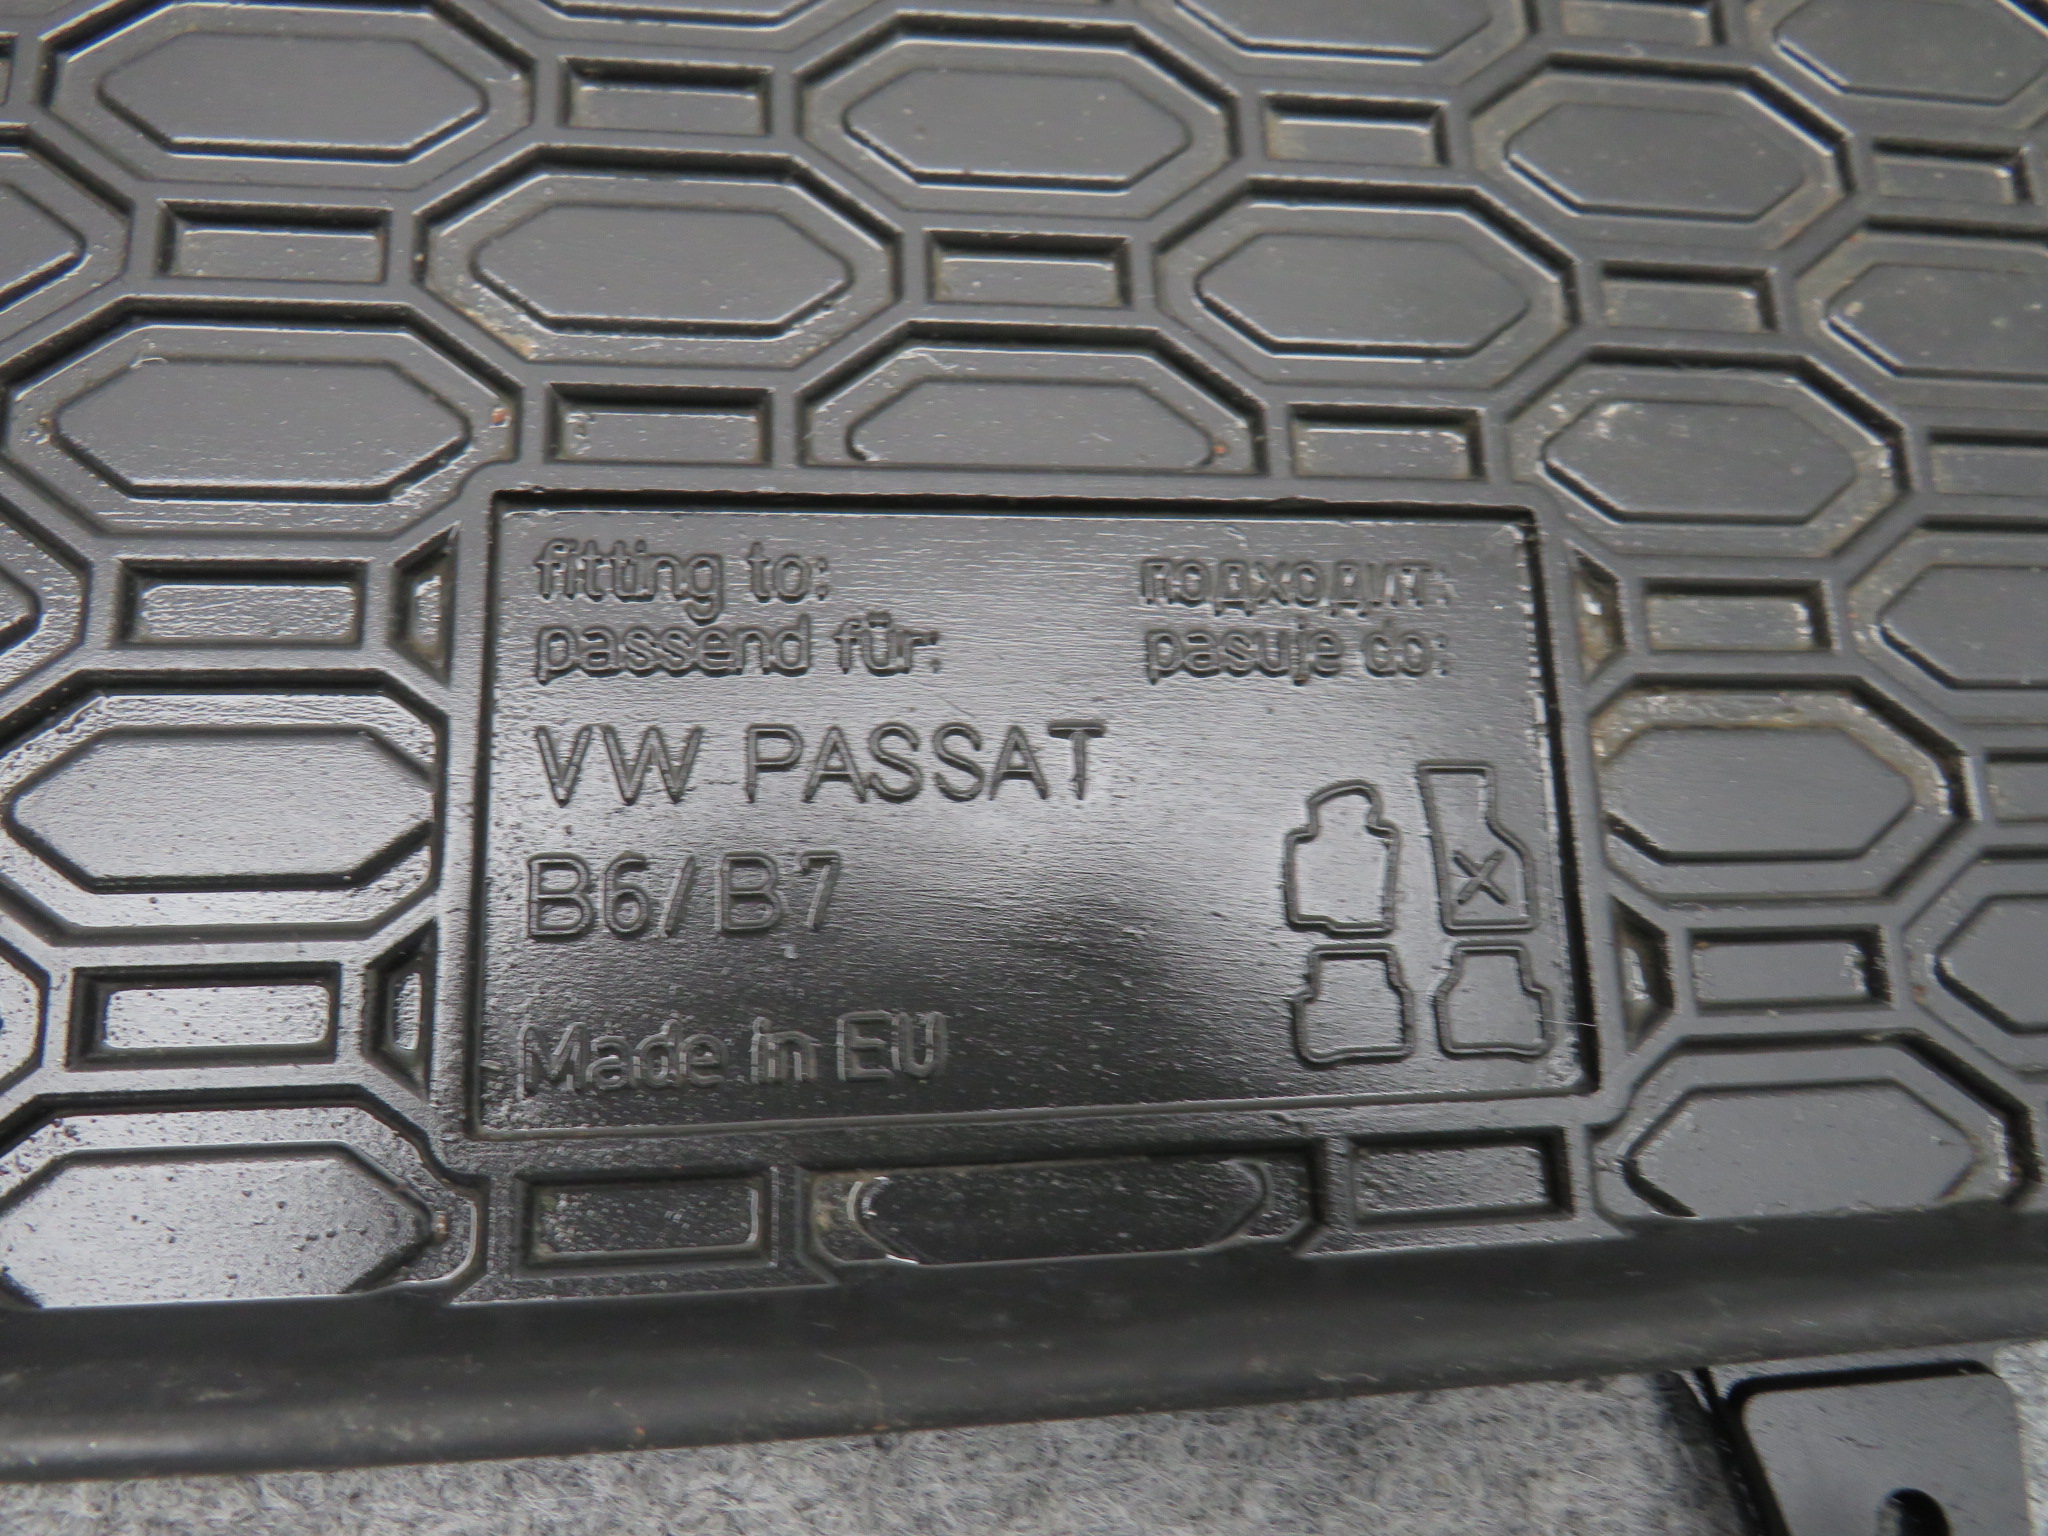 fitting to:
passend für:
подходит:
pasuje do:
VW PASSAT
B6/B7
Made in EU